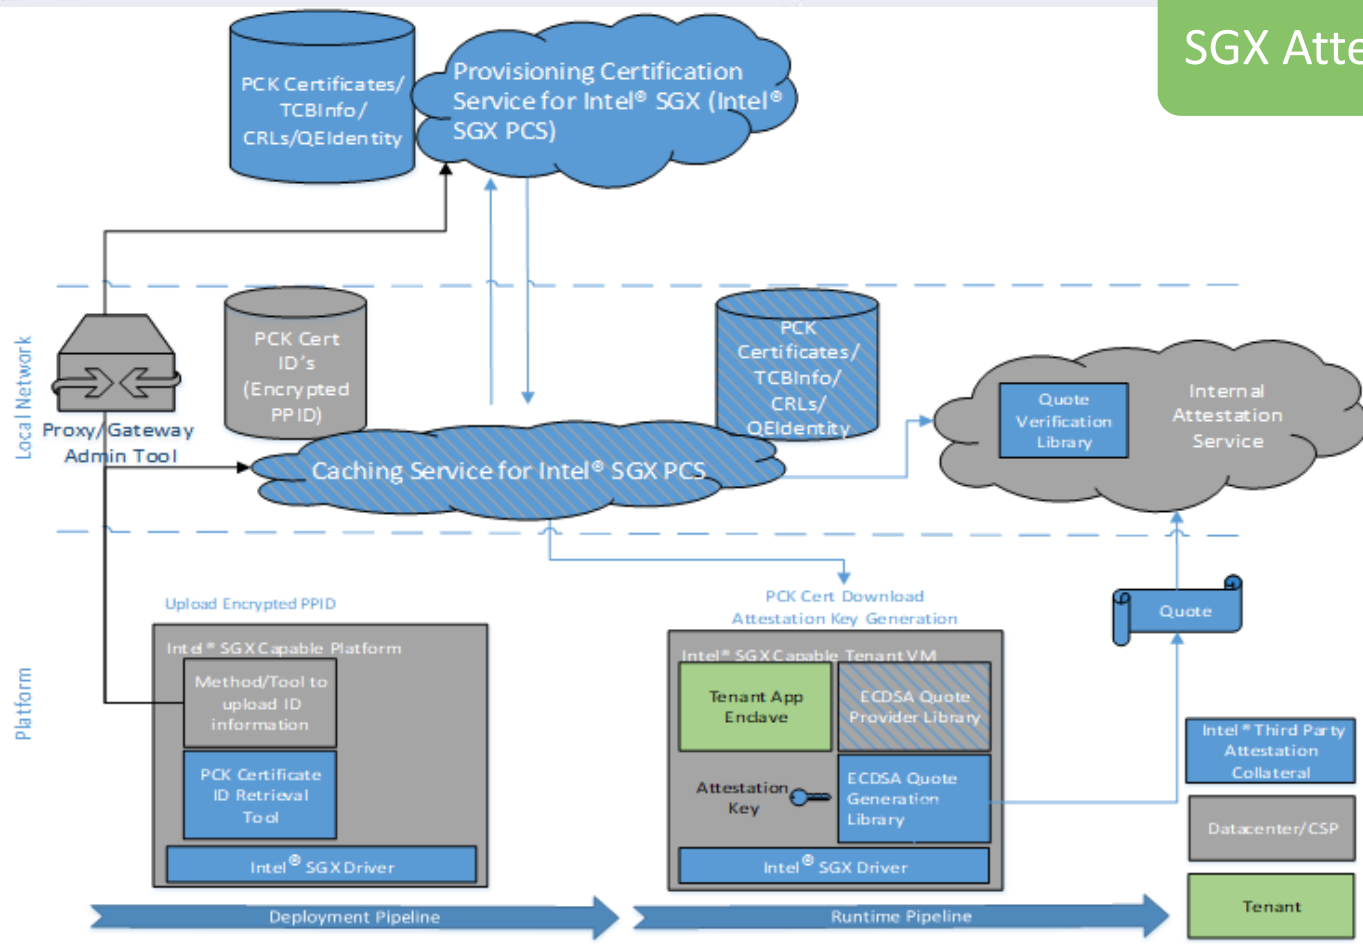 SGX Atte
PCK Certificates/
TCBInfo/
CRLs/QEIdentity
Provisioning Certification
Service for Intel® SGX (Intel®
SGX PCS)
Local Network
Proxy/Gateway
Admin Tool
PCK Cert
ID's
(Encrypted
PPID)
PCK
Certificates/
TCBInfo/
CRLs/
QEIdentity
Caching Service for Intel® SGX PCS
Quote
Verification
Library
Internal
Attestation
Service
Platform
Upload Encrypted PPID
Intel® SGX Capable Platform
Method/Tool to
upload ID
information
PCK Certificate
ID Retrieval
Tool
Intel® SGX Driver
PCK Cert Download
Attestation Key Generation
Intel® SGX Capable Tenant VM
Tenant App
Enclave
ECDSA Quote
Provider Library
Attestation
Key
ECDSA Quote
Generation
Library
Intel® SGX Driver
Quote
Intel® Third Party
Attestation
Collateral
Datacenter/CSP
Tenant
Deployment Pipeline
Runtime Pipeline